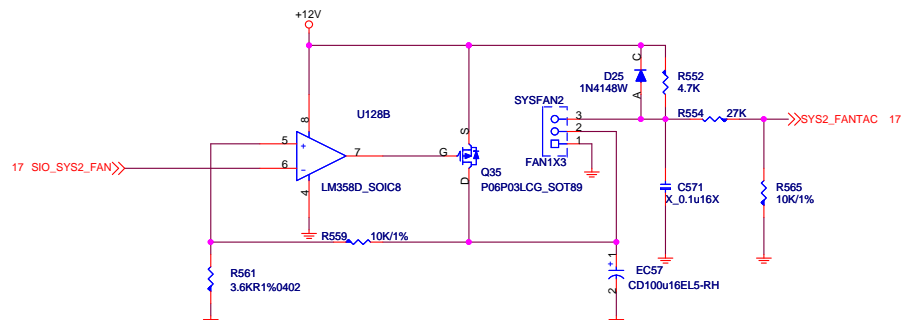 +12V
D25
1N4148W
C
A
R552
4.7K
SYSFAN2
U128B
8
S
3
R554
27K
SYS2_FANTAC 17
5
+
7
G
2
1
6
-
17 SIO_SYS2_FAN
FAN1X3
Q35
4
LM358D_SOIC8
D
P06P03LCG_SOT89
C571
X_0.1u16X
R565
10K/1%
R559
10K/1%
R561
3.6KR1%0402
1
+
EC57
CD100u16EL5-RH
2